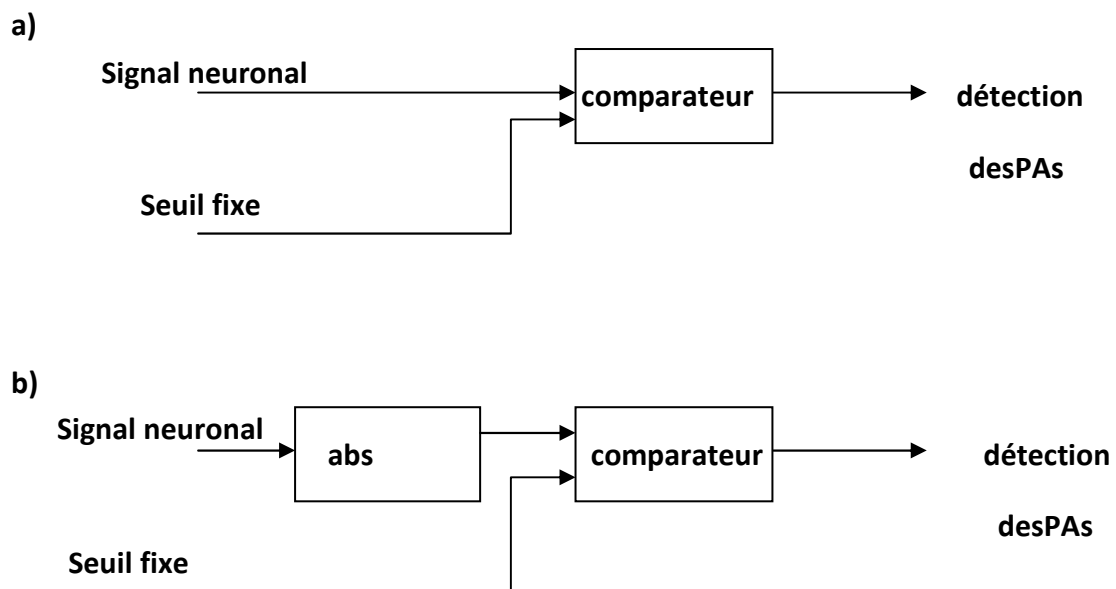 a)
Signal neuronal
comparateur
détection
desPAs
Seuil fixe
b)
Signal neuronal
abs
comparateur
détection
desPAs
Seuil fixe